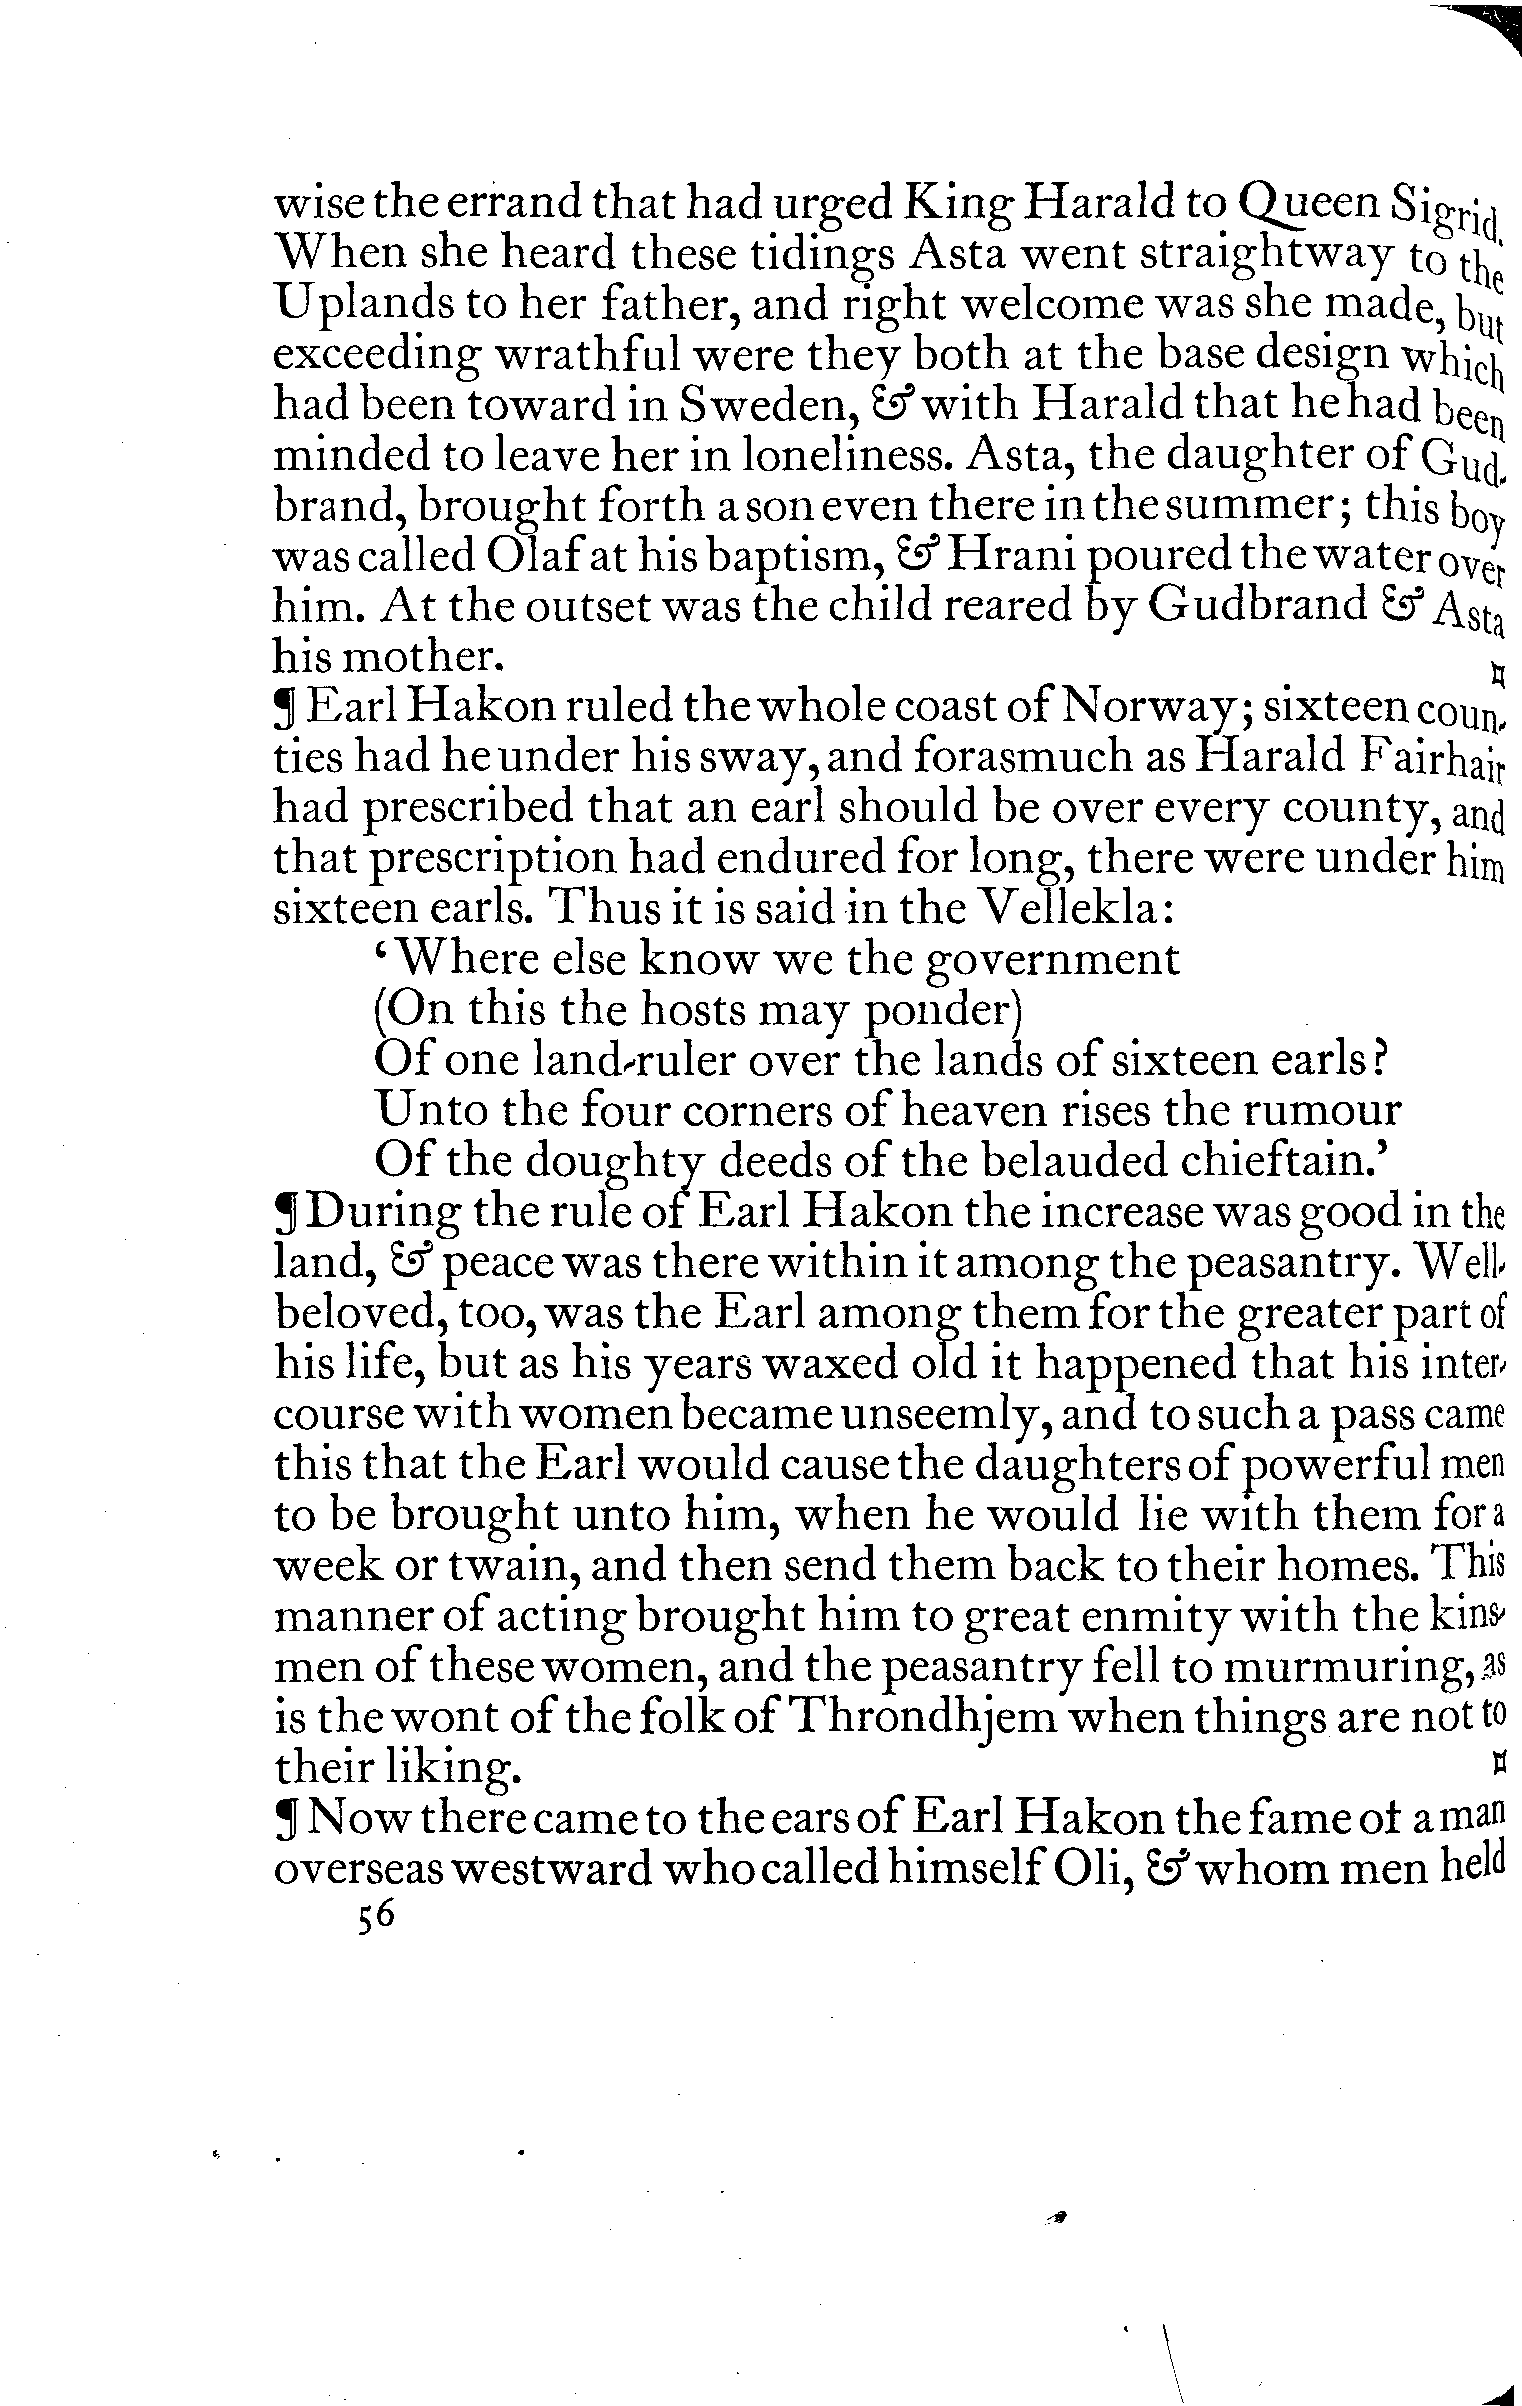 wise the errand that had urged King Harald to Queen Sigrid.
When she heard these tidings Asta went straightway to the
Uplands to her father, and right welcome was she made, but
exceeding wrathful were they both at the base design which
had been toward in Sweden, & with Harald that he had been
minded to leave her in loneliness. Asta, the daughter of Gud-
brand, brought forth a son even there in the summer; this boy
was called Olaf at his baptism, & Hrani poured the water over
him. At the outset was the child reared by Gudbrand & Asta
his mother.
¶ Earl Hakon ruled the whole coast of Norway; sixteen coun-
ties had he under his sway, and forasmuch as Harald Fairhair
had prescribed that an earl should be over every county, and
that prescription had endured for long, there were under him
sixteen earls. Thus it is said in the Vellekla:
‘Where else know we the government
(On this the hosts may ponder)
Of one land-ruler over the lands of sixteen earls?
Unto the four corners of heaven rises the rumour
Of the doughty deeds of the belauded chieftain.’
¶ During the rule of Earl Hakon the increase was good in the
land, & peace was there within it among the peasantry. Well-
beloved, too, was the Earl among them for the greater part of
his life, but as his years waxed old it happened that his inter-
course with women became unseemly, and to such a pass came
this that the Earl would cause the daughters of powerful men
to be brought unto him, when he would lie with them for a
week or twain, and then send them back to their homes. This
manner of acting brought him to great enmity with the kins-
men of these women, and the peasantry fell to murmuring, as
is the wont of the folk of Throndhjem when things are not to
their liking.
¶ Now there came to the ears of Earl Hakon the fame of a man
overseas westward who called himself Oli, & whom men held
56